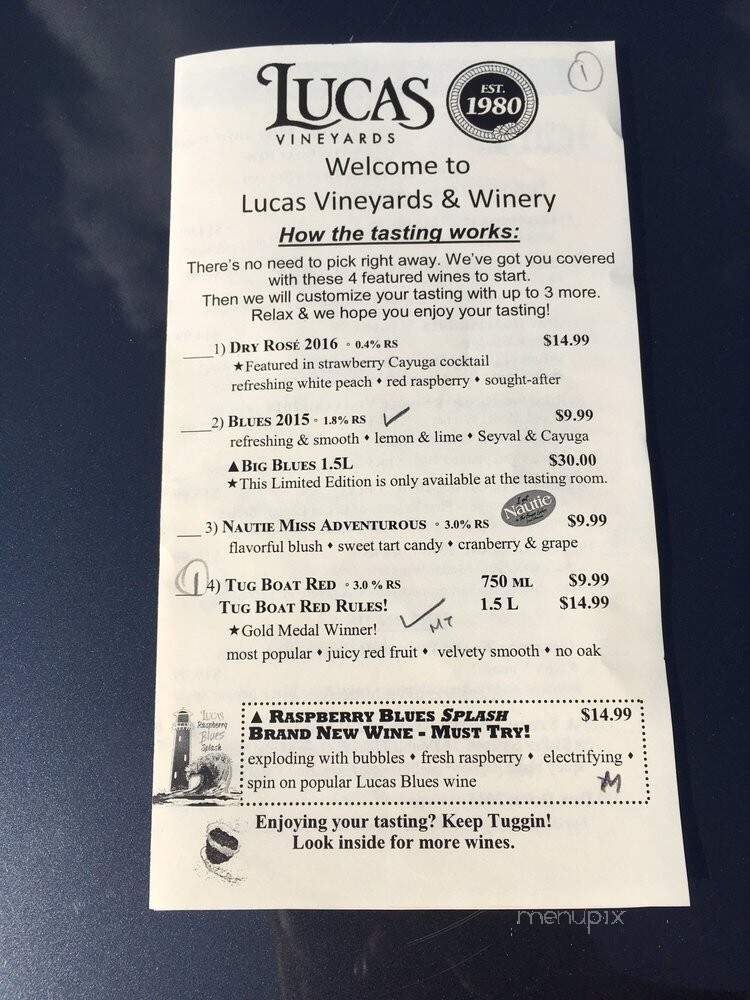 1
LUCAS
VINEYARDS
EST.
1980
Welcome to
Lucas Vineyards & Winery
How the tasting works:
There's no need to pick right away. We've got you covered
with these 4 featured wines to start.
Then we will customize your tasting with up to 3 more.
Relax & we hope you enjoy your tasting!
___1) DRY ROSÉ 2016 ◦ 0.4% RS $14.99
★Featured in strawberry Cayuga cocktail
refreshing white peach ♦ red raspberry ♦ sought-after
___2) BLUES 2015 ◦ 1.8% RS ✓ $9.99
refreshing & smooth ♦ lemon & lime ♦ Seyval & Cayuga
▲BIG BLUES 1.5L $30.00
★This Limited Edition is only available at the tasting room.
___ 3) NAUTIE MISS ADVENTUROUS ◦ 3.0% RS Nautie $9.99
flavorful blush ♦ sweet tart candy ♦ cranberry & grape
1 4) TUG BOAT RED ◦ 3.0 % RS 750 ML $9.99
TUG BOAT RED RULES! 1.5 L $14.99
★Gold Medal Winner! ✓ MT
most popular ♦ juicy red fruit ♦ velvety smooth ♦ no oak
Lucas
Raspberry
Blues
Splash
▲ RASPBERRY BLUES SPLASH $14.99
BRAND NEW WINE - MUST TRY!
exploding with bubbles ♦ fresh raspberry ♦ electrifying ♦
spin on popular Lucas Blues wine M
Enjoying your tasting? Keep Tuggin!
Look inside for more wines.
menupix